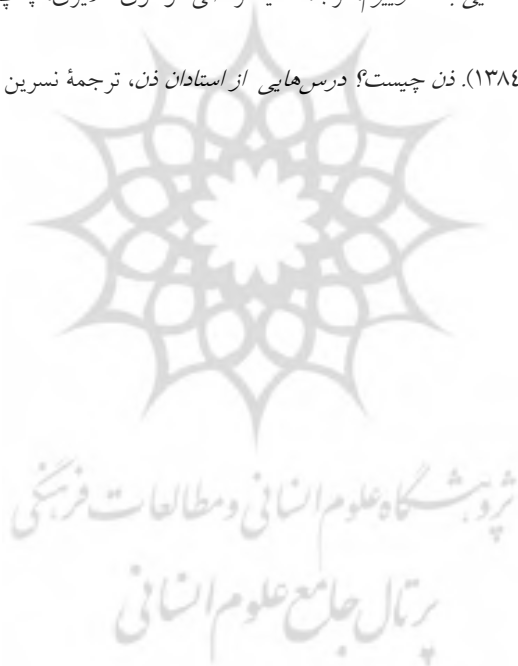 ۱۳۸٤). ذن چیست؟ درس‌هایی از استادان ذن، ترجمهٔ نسرین
پژوهشگاه علوم انسانی و مطالعات فرهنگی
پرتال جامع علوم انسانی